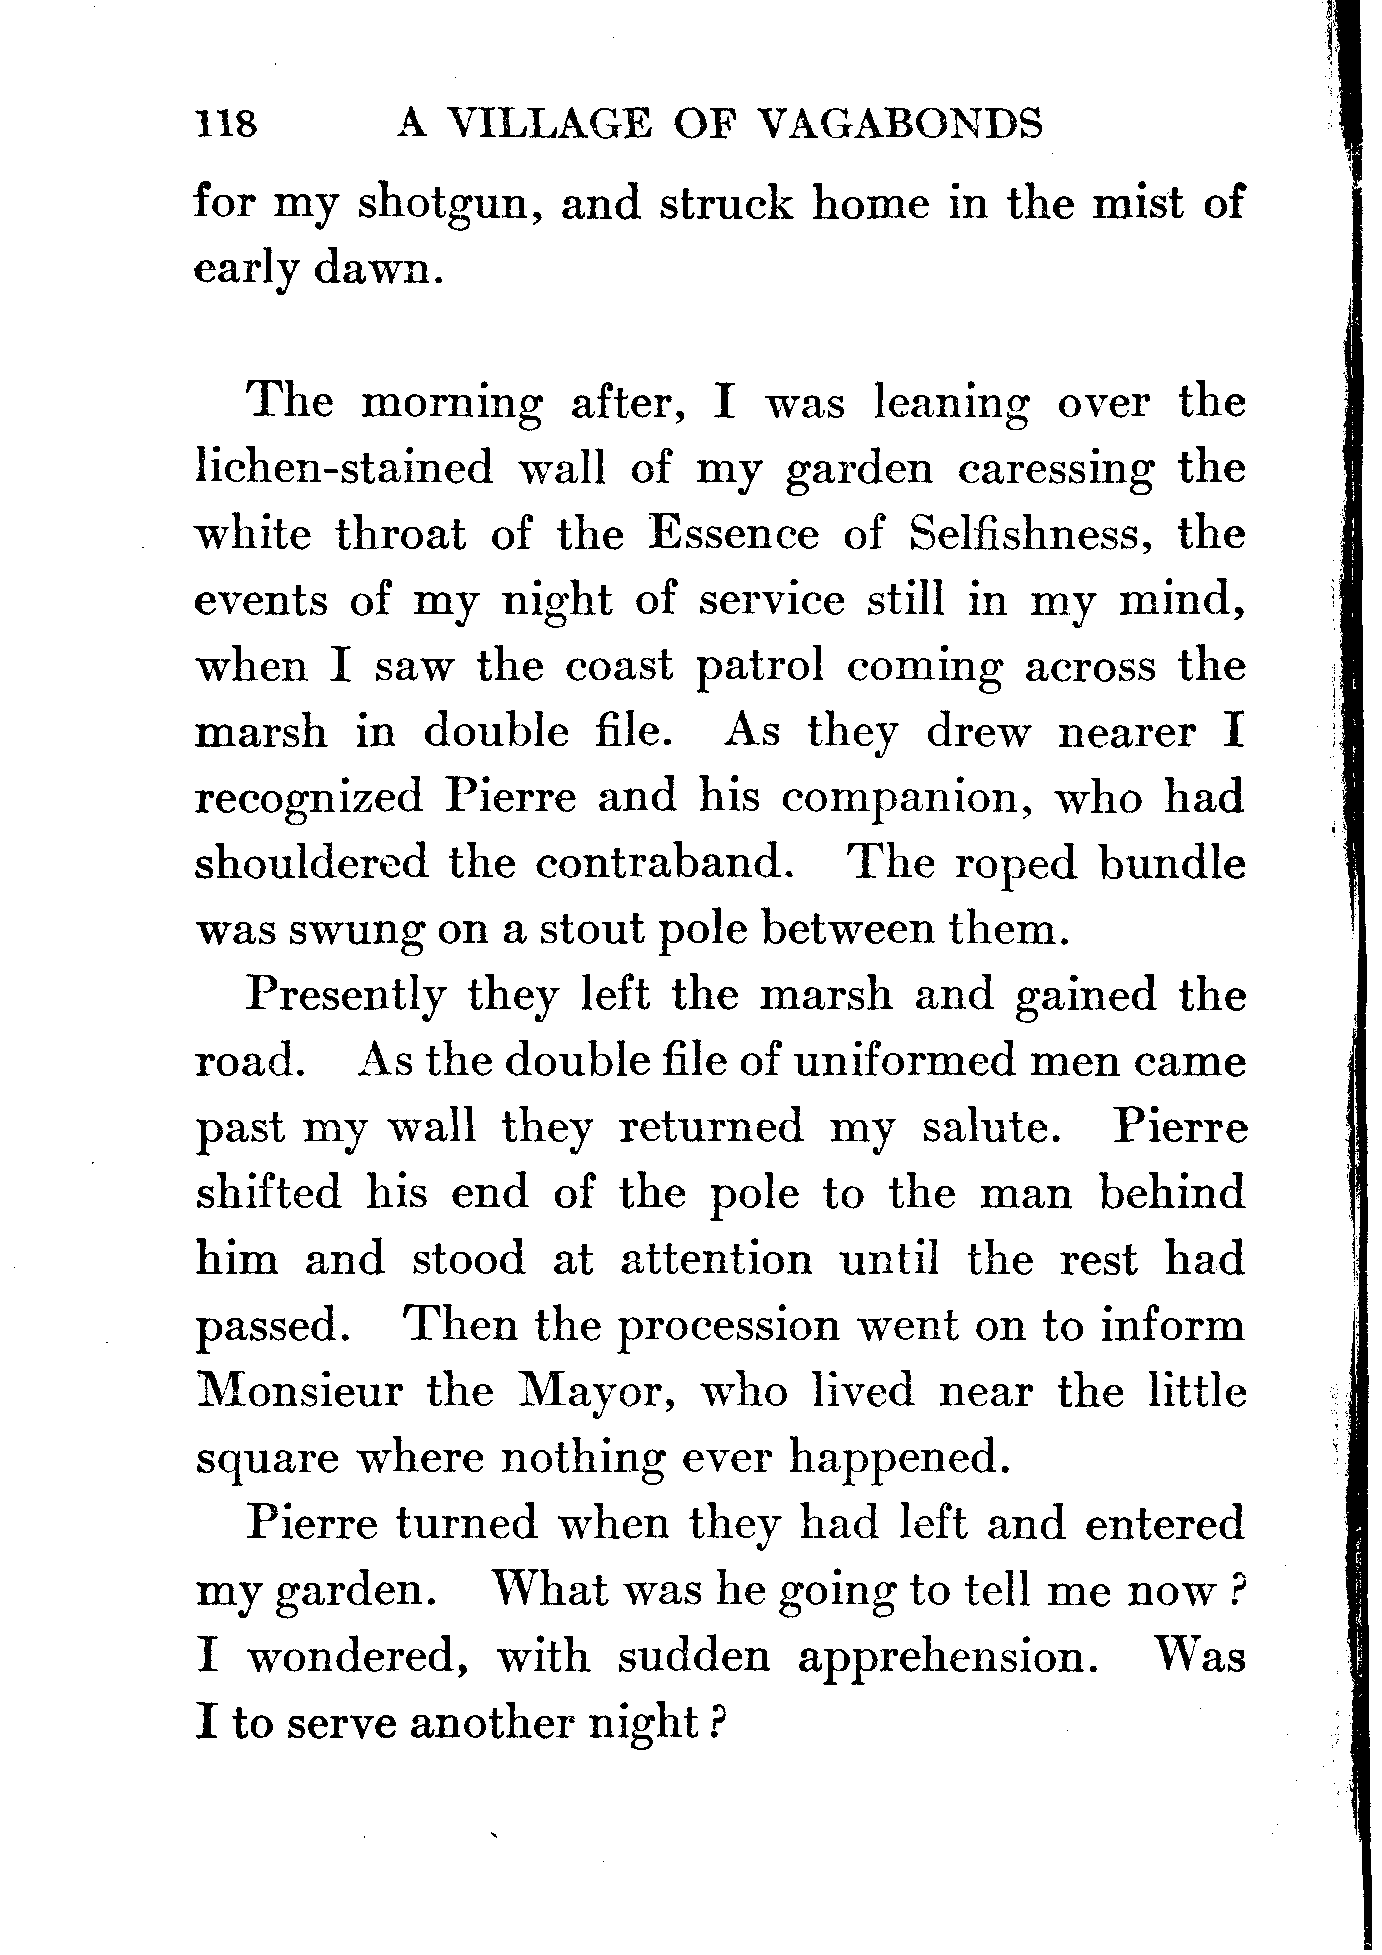 118 A VILLAGE OF VAGABONDS
for my shotgun, and struck home in the mist of
early dawn.
The morning after, I was leaning over the
lichen-stained wall of my garden caressing the
white throat of the Essence of Selfishness, the
events of my night of service still in my mind,
when I saw the coast patrol coming across the
marsh in double file. As they drew nearer I
recognized Pierre and his companion, who had
shouldered the contraband. The roped bundle
was swung on a stout pole between them.
Presently they left the marsh and gained the
road. As the double file of uniformed men came
past my wall they returned my salute. Pierre
shifted his end of the pole to the man behind
him and stood at attention until the rest had
passed. Then the procession went on to inform
Monsieur the Mayor, who lived near the little
square where nothing ever happened.
Pierre turned when they had left and entered
my garden. What was he going to tell me now ?
I wondered, with sudden apprehension. Was
I to serve another night ?